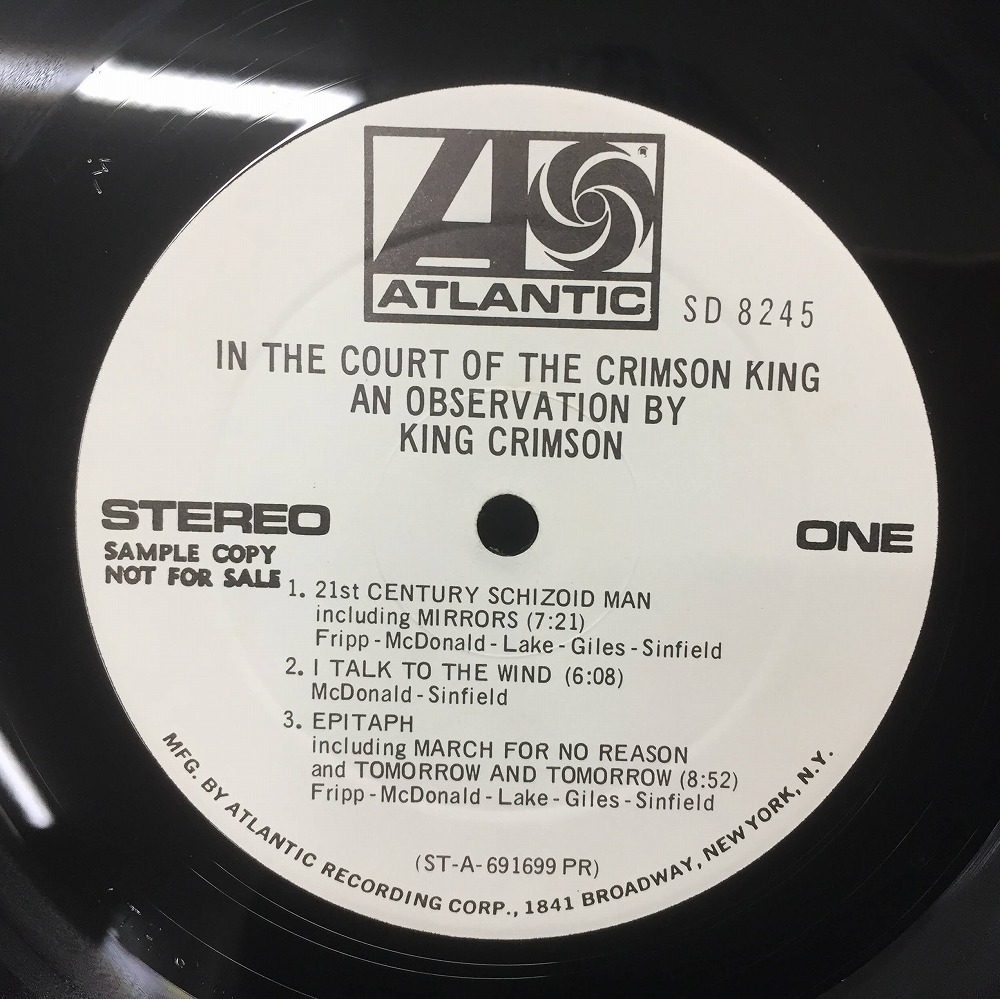 ATLANTIC
SD 8245
IN THE COURT OF THE CRIMSON KING
AN OBSERVATION BY
KING CRIMSON
STEREO
ONE
SAMPLE COPY
NOT FOR SALE
1. 21st CENTURY SCHIZOID MAN
including MIRRORS (7:21)
Fripp-McDonald-Lake-Giles-Sinfield
2. I TALK TO THE WIND (6:08)
McDonald-Sinfield
3. EPITAPH
including MARCH FOR NO REASON
and TOMORROW AND TOMORROW (8:52)
Fripp-McDonald-Lake-Giles-Sinfield
(ST-A-691699 PR)
MFG. BY ATLANTIC RECORDING CORP., 1841 BROADWAY, NEW YORK, N.Y.